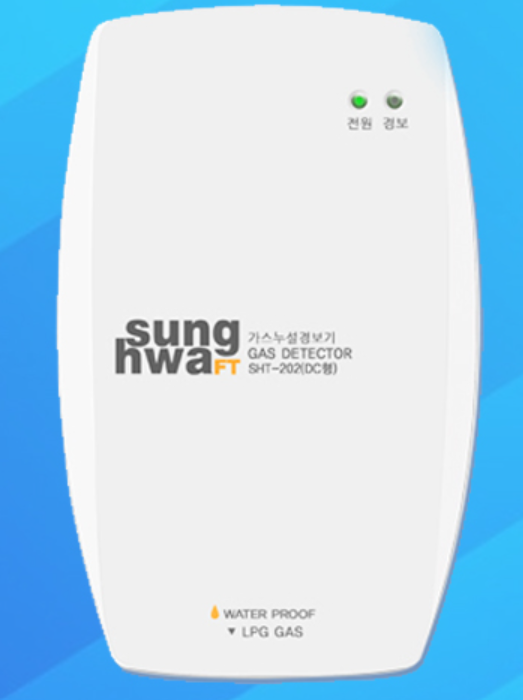 전원 경보
sung
hwa FT
가스누설경보기
GAS DETECTOR
SHT-202(DC형)
WATER PROOF
▼ LPG GAS